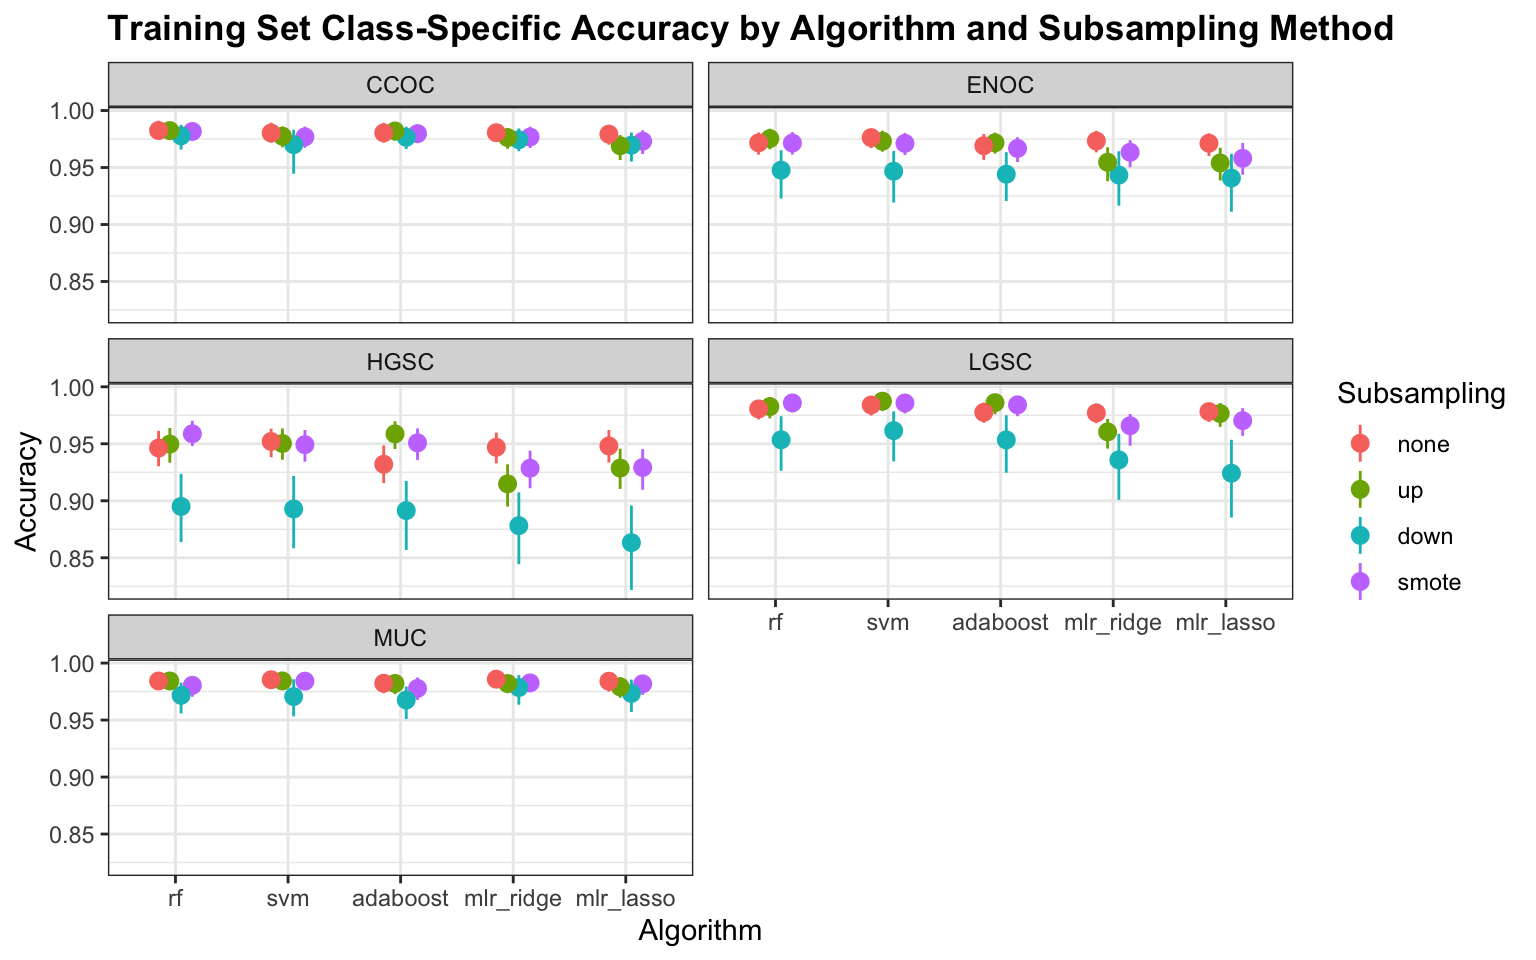 Training Set Class-Specific Accuracy by Algorithm and Subsampling Method
CCOC
ENOC
1.00
0.95
0.90
0.85
HGSC
LGSC
1.00
0.95
0.90
0.85
rf svm adaboost mlr_ridge mlr_lasso
MUC
1.00
0.95
0.90
0.85
rf svm adaboost mlr_ridge mlr_lasso
Algorithm
Accuracy
Subsampling
none
up
down
smote